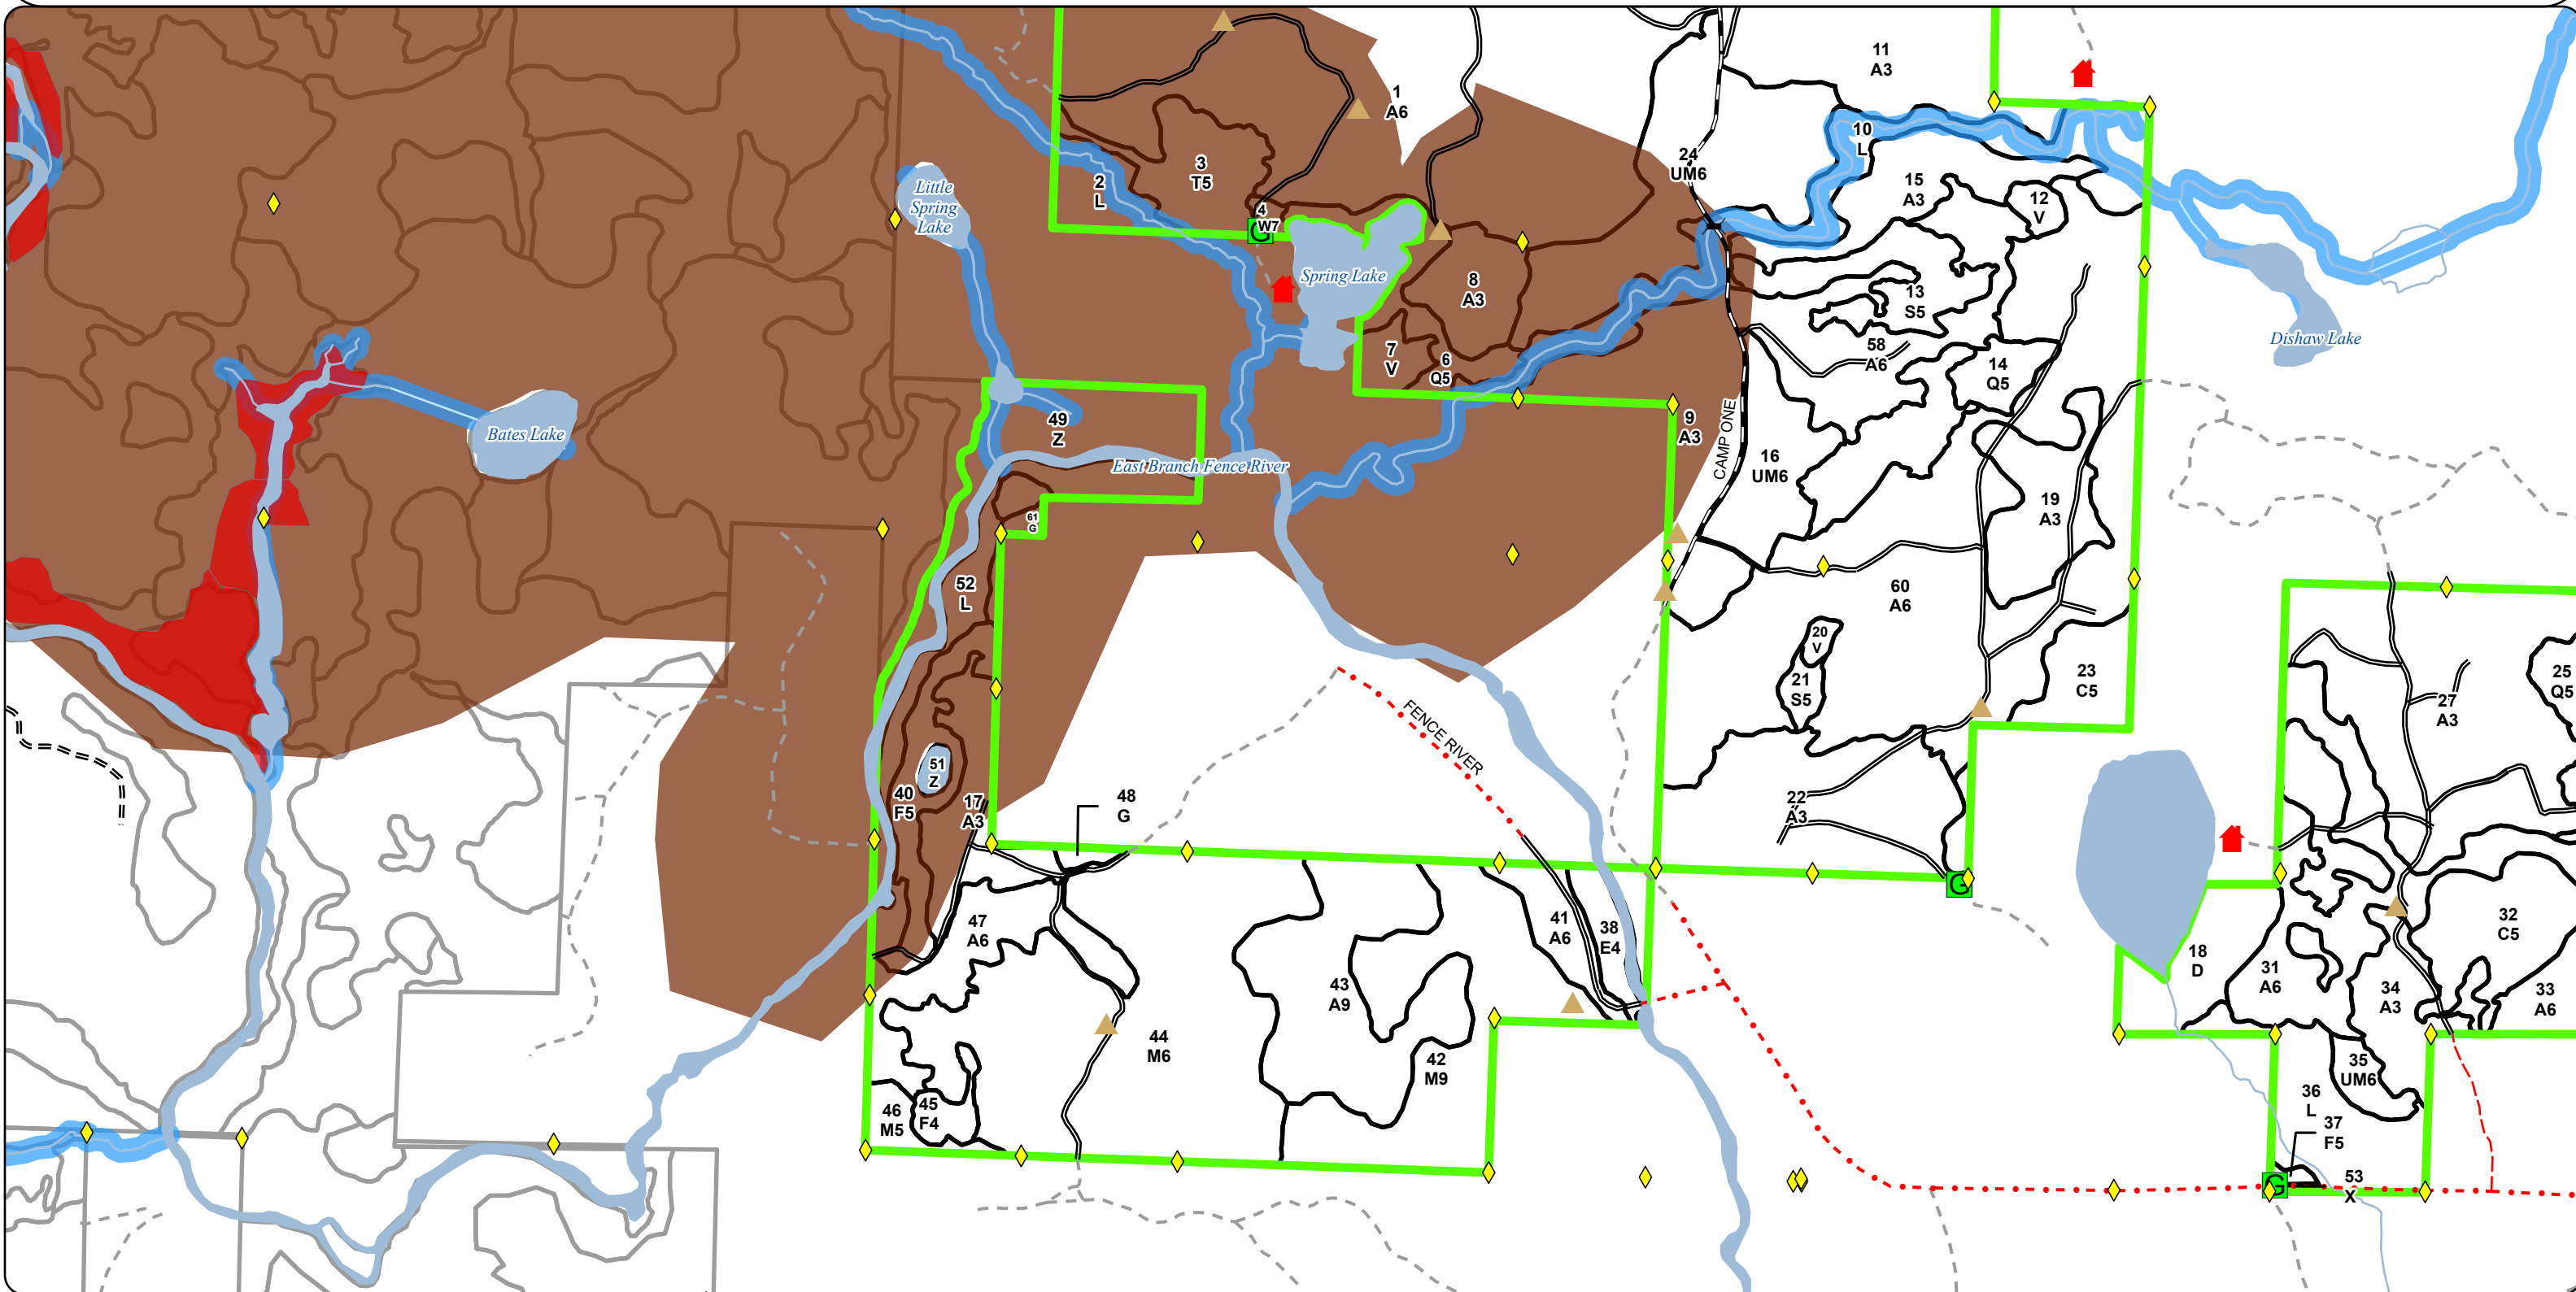 11
A3
1
A6
10
L
24
UM6
3
T5
2
L
15
A3
12
V
Little
Spring
Lake
4
W7
G
Spring Lake
8
A3
13
S5
Dishaw Lake
58
A6
7
V
6
Q5
14
Q5
49
Z
9
A3
CAMP ONE
Bates Lake
East Branch Fence River
16
UM6
19
A3
61
G
52
L
60
A6
20
V
21
S5
23
C5
25
Q5
27
A3
FENCE RIVER
51
Z
40
F5
17
A3
48
G
22
A3
G
47
A6
41
A6
38
E4
32
C5
18
D
31
A6
43
A9
34
A3
33
A6
44
M6
42
M9
35
UM6
46
M5
45
F4
36
L
37
F5
G
53
X